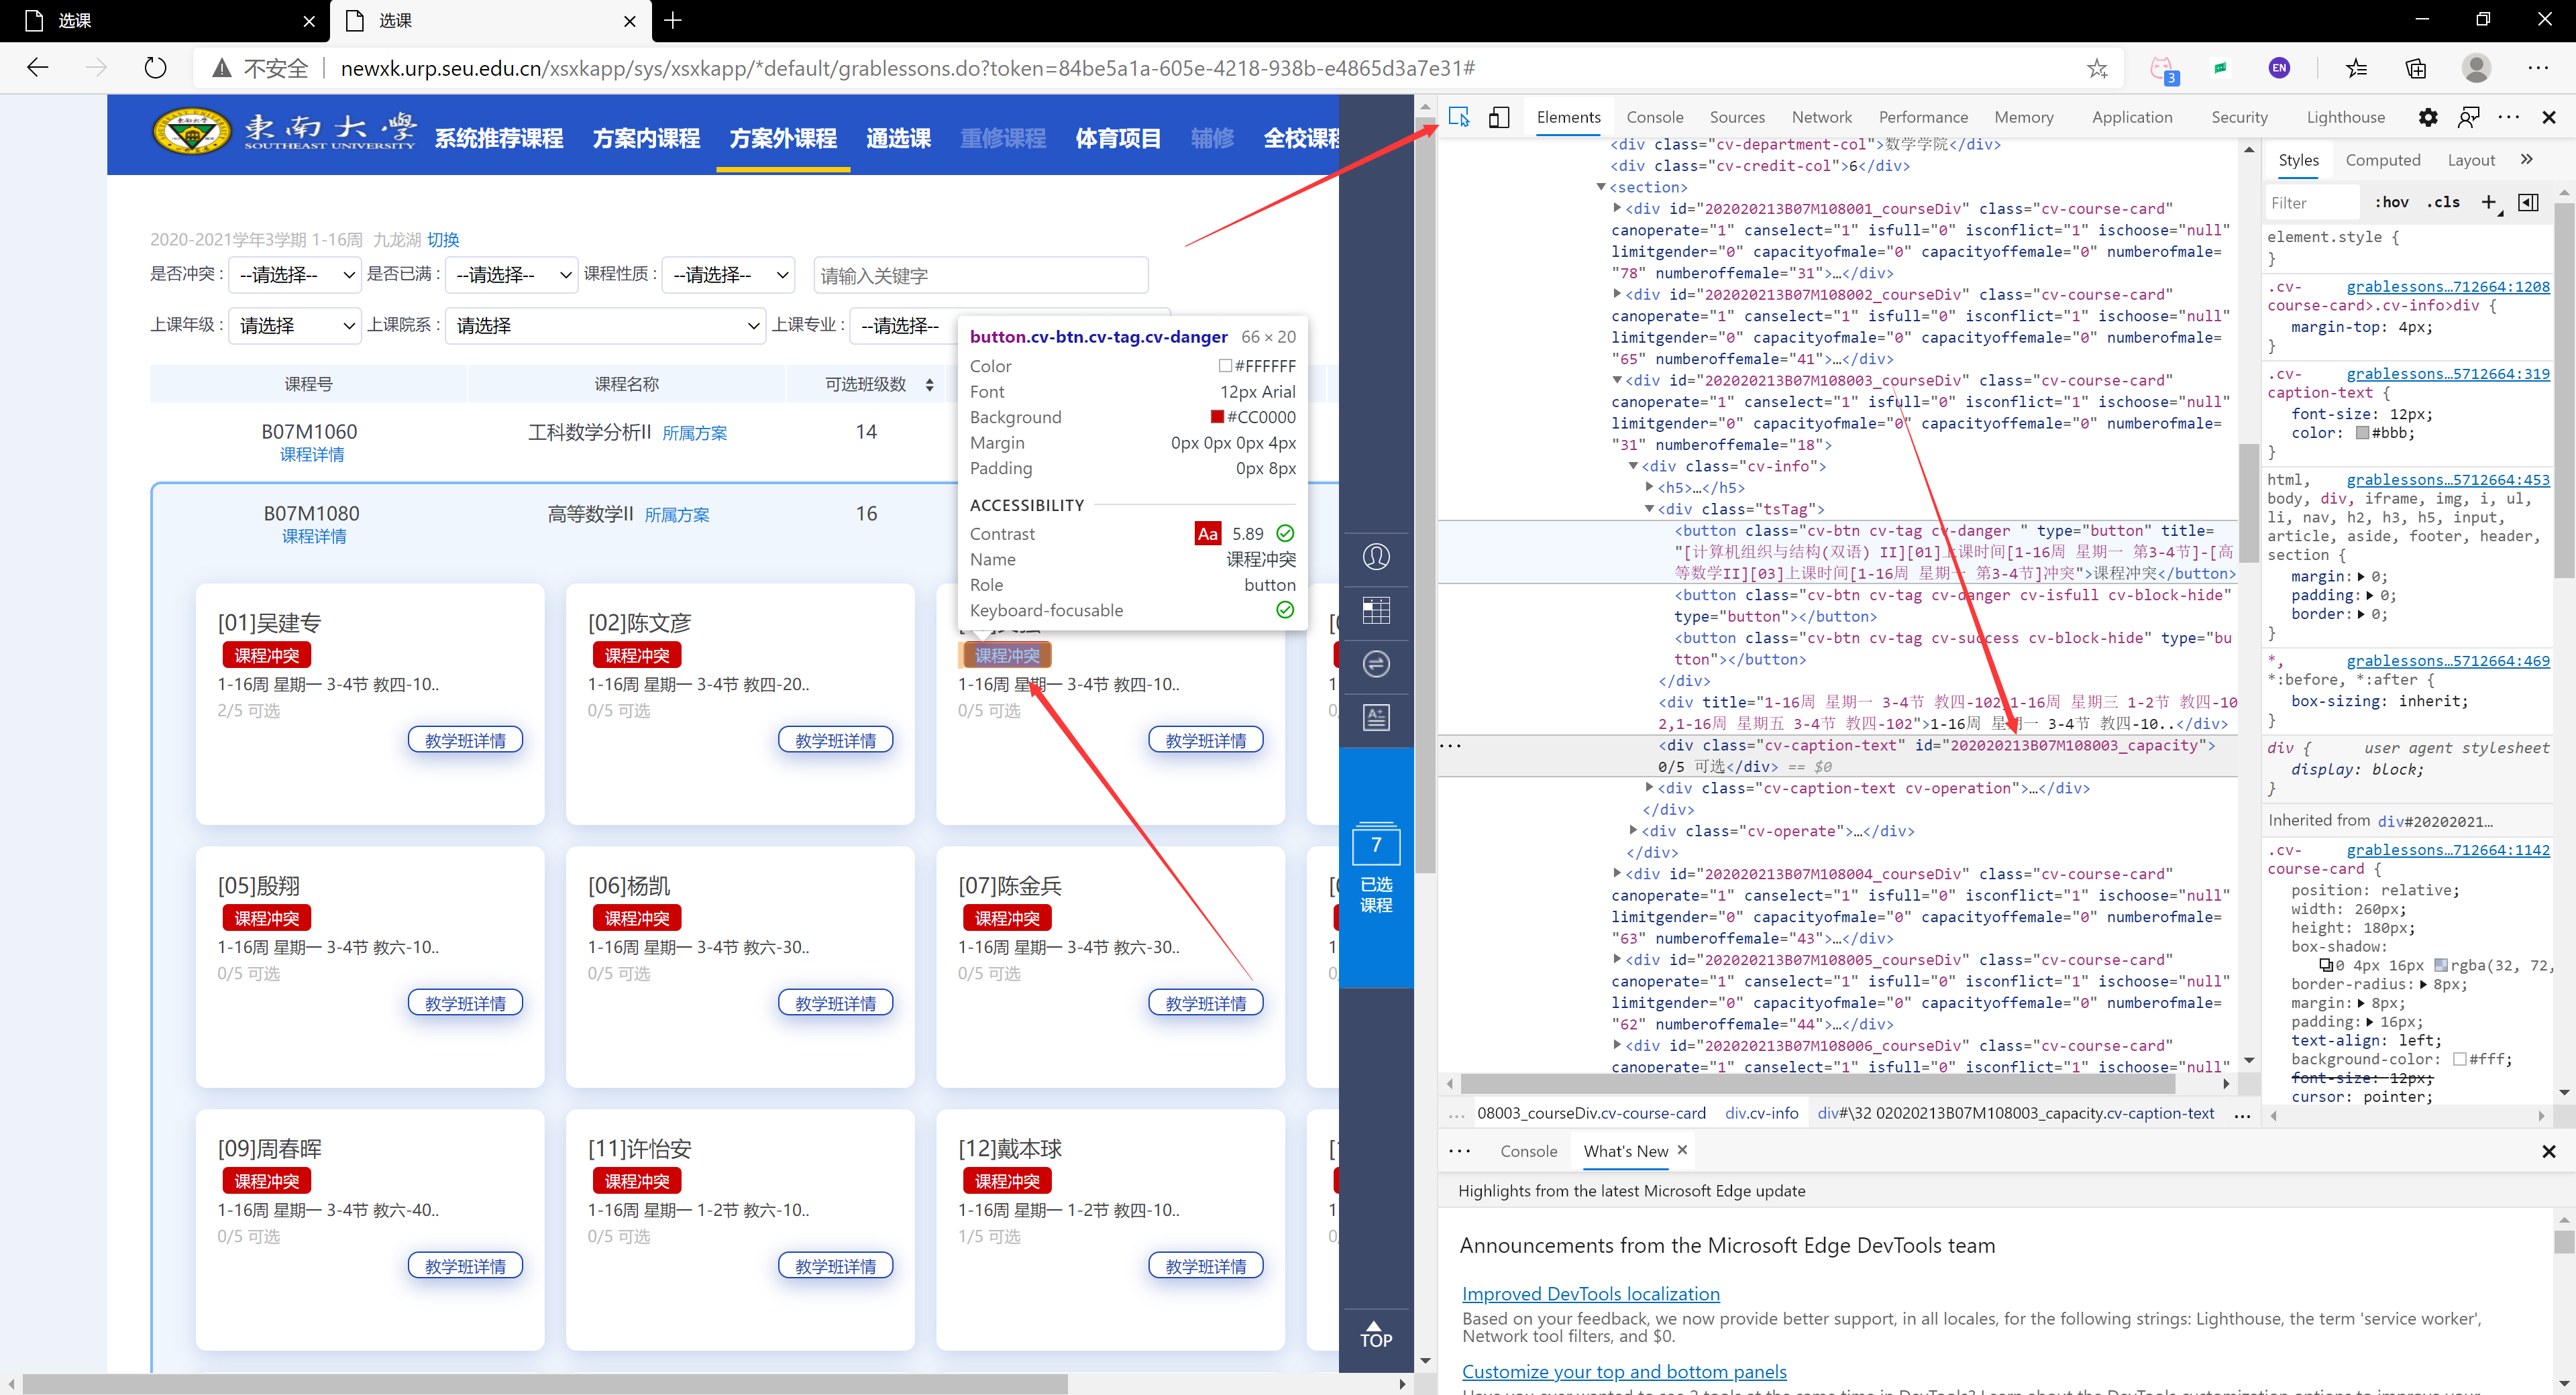 选课
选课
不安全
newxk.urp.seu.edu.cn/xsxkapp/sys/xsxkapp/*default/grablessons.do?token=84be5a1a-605e-4218-938b-e4865d3a7e31#
3
EN
東南大學
SOUTHEAST UNIVERSITY
系统推荐课程 方案内课程 方案外课程 通选课 重修课程 体育项目 辅修 全校课程
2020-2021学年3学期 1-16周 九龙湖 切换
是否冲突 : --请选择-- 是否已满 : --请选择-- 课程性质 : --请选择-- 请输入关键字
上课年级 : 请选择 上课院系 : 请选择 上课专业 : --请选择--
课程号 课程名称 可选班级数
B07M1060 工科数学分析II 所属方案 14
课程详情
B07M1080 高等数学II 所属方案 16
课程详情
button.cv-btn.cv-tag.cv-danger 66 × 20
Color #FFFFFF
Font 12px Arial
Background #CC0000
Margin 0px 0px 0px 4px
Padding 0px 8px
ACCESSIBILITY
Contrast Aa 5.89
Name 课程冲突
Role button
Keyboard-focusable
[01]吴建专
课程冲突
1-16周 星期一 3-4节 教四-10..
2/5 可选
教学班详情
[02]陈文彦
课程冲突
1-16周 星期一 3-4节 教四-20..
0/5 可选
教学班详情
课程冲突
1-16周 星期一 3-4节 教四-10..
0/5 可选
教学班详情
[05]殷翔
课程冲突
1-16周 星期一 3-4节 教六-10..
0/5 可选
教学班详情
[06]杨凯
课程冲突
1-16周 星期一 3-4节 教六-30..
0/5 可选
教学班详情
[07]陈金兵
课程冲突
1-16周 星期一 3-4节 教六-30..
0/5 可选
教学班详情
[09]周春晖
课程冲突
1-16周 星期一 3-4节 教六-40..
0/5 可选
教学班详情
[11]许怡安
课程冲突
1-16周 星期一 1-2节 教六-10..
0/5 可选
教学班详情
[12]戴本球
课程冲突
1-16周 星期一 1-2节 教四-10..
1/5 可选
教学班详情
7
已选
课程
TOP
Elements Console Sources Network Performance Memory Application Security Lighthouse
<div class="cv-department-col">数学学院</div>
<div class="cv-credit-col">6</div>
<section>
<div id="202020213B07M108001_courseDiv" class="cv-course-card"
canoperate="1" canselect="1" isfull="0" isconflict="1" ischoose="null"
limitgender="0" capacityofmale="0" capacityoffemale="0" numberofmale=
"78" numberoffemale="31">…</div>
<div id="202020213B07M108002_courseDiv" class="cv-course-card"
canoperate="1" canselect="1" isfull="0" isconflict="1" ischoose="null"
limitgender="0" capacityofmale="0" capacityoffemale="0" numberofmale=
"65" numberoffemale="41">…</div>
<div id="202020213B07M108003_courseDiv" class="cv-course-card"
canoperate="1" canselect="1" isfull="0" isconflict="1" ischoose="null"
limitgender="0" capacityofmale="0" capacityoffemale="0" numberofmale=
"31" numberoffemale="18">
<div class="cv-info">
<h5>…</h5>
<div class="tsTag">
<button class="cv-btn cv-tag cv-danger " type="button" title=
"[计算机组织与结构(双语) II][01]上课时间[1-16周 星期一 第3-4节]-[高
等数学II][03]上课时间[1-16周 星期一 第3-4节]冲突">课程冲突</button>
<button class="cv-btn cv-tag cv-danger cv-isfull cv-block-hide"
type="button"></button>
<button class="cv-btn cv-tag cv-success cv-block-hide" type="bu
tton"></button>
</div>
<div title="1-16周 星期一 3-4节 教四-102,1-16周 星期三 1-2节 教四-10
2,1-16周 星期五 3-4节 教四-102">1-16周 星期一 3-4节 教四-10..</div>
<div class="cv-caption-text" id="202020213B07M108003_capacity">
0/5 可选</div> == $0
<div class="cv-caption-text cv-operation">…</div>
</div>
<div class="cv-operate">…</div>
</div>
<div id="202020213B07M108004_courseDiv" class="cv-course-card"
canoperate="1" canselect="1" isfull="0" isconflict="1" ischoose="null"
limitgender="0" capacityofmale="0" capacityoffemale="0" numberofmale=
"63" numberoffemale="43">…</div>
<div id="202020213B07M108005_courseDiv" class="cv-course-card"
canoperate="1" canselect="1" isfull="0" isconflict="1" ischoose="null"
limitgender="0" capacityofmale="0" capacityoffemale="0" numberofmale=
"62" numberoffemale="44">…</div>
<div id="202020213B07M108006_courseDiv" class="cv-course-card"
canoperate="1" canselect="1" isfull="0" isconflict="1" ischoose="null"
... 08003_courseDiv.cv-course-card div.cv-info div#\32 02020213B07M108003_capacity.cv-caption-text ...
Styles Computed Layout
Filter :hov .cls
element.style {
}
.cv- grablessons…712664:1208
course-card>.cv-info>div {
margin-top: 4px;
}
.cv- grablessons…5712664:319
caption-text {
font-size: 12px;
color: #bbb;
}
html, grablessons…5712664:453
body, div, iframe, img, i, ul,
li, nav, h2, h3, h5, input,
article, aside, footer, header,
section {
margin: 0;
padding: 0;
border: 0;
}
*, grablessons…5712664:469
*:before, *:after {
box-sizing: inherit;
}
div { user agent stylesheet
display: block;
}
Inherited from div#20202021…
.cv- grablessons…712664:1142
course-card {
position: relative;
width: 260px;
height: 180px;
box-shadow:
0 4px 16px rgba(32, 72,
border-radius: 8px;
margin: 8px;
padding: 16px;
text-align: left;
background-color: #fff;
font-size: 12px;
cursor: pointer;
Console What's New
Highlights from the latest Microsoft Edge update
Announcements from the Microsoft Edge DevTools team
Improved DevTools localization
Based on your feedback, we now provide better support, in all locales, for the following strings: Lighthouse, the term 'service worker',
Network tool filters, and $0.
Customize your top and bottom panels